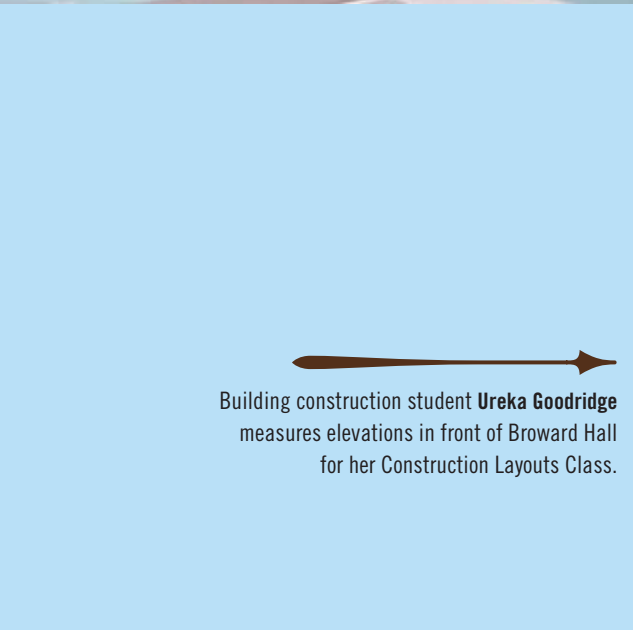 Building construction student Ureka Goodridge
measures elevations in front of Broward Hall
for her Construction Layouts Class.